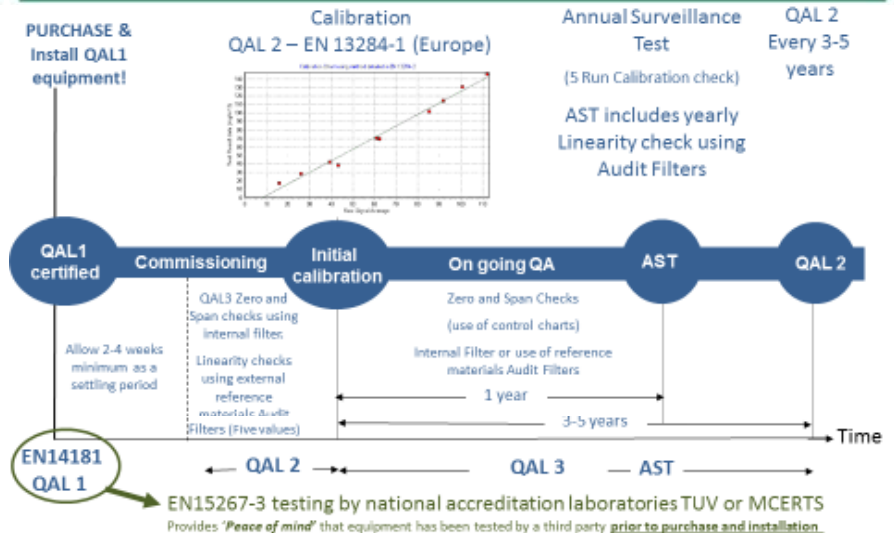 PURCHASE &
Install QAL1
equipment!
Calibration
QAL 2 – EN 13284-1 (Europe)
Annual Surveillance
Test
(5 Run Calibration check)
AST includes yearly
Linearity check using
Audit Filters
QAL 2
Every 3-5
years
QAL1
certified
Commissioning
Initial
calibration
On going QA
AST
QAL 2
Allow 2-4 weeks
minimum as a
settling period
QAL3 Zero and
Span checks using
internal filter.
Linearity checks
using external
reference
materials Audit
Filters (Five values)
Zero and Span Checks
(use of control charts)
Internal Filter or use of reference
materials Audit Filters
1 year
3-5 years
Time
EN14181
QAL 1
QAL 2
QAL 3
AST
EN15267-3 testing by national accreditation laboratories TUV or MCERTS
Provides 'Peace of mind' that equipment has been tested by a third party prior to purchase and installation